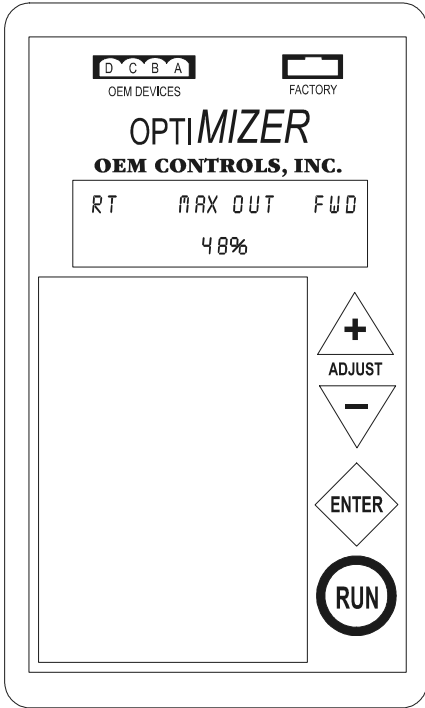 D C B A
OEM DEVICES
FACTORY
OPTIMIZER
OEM CONTROLS, INC.
RT MAX OUT FWD
48%
+
ADJUST
−
ENTER
RUN